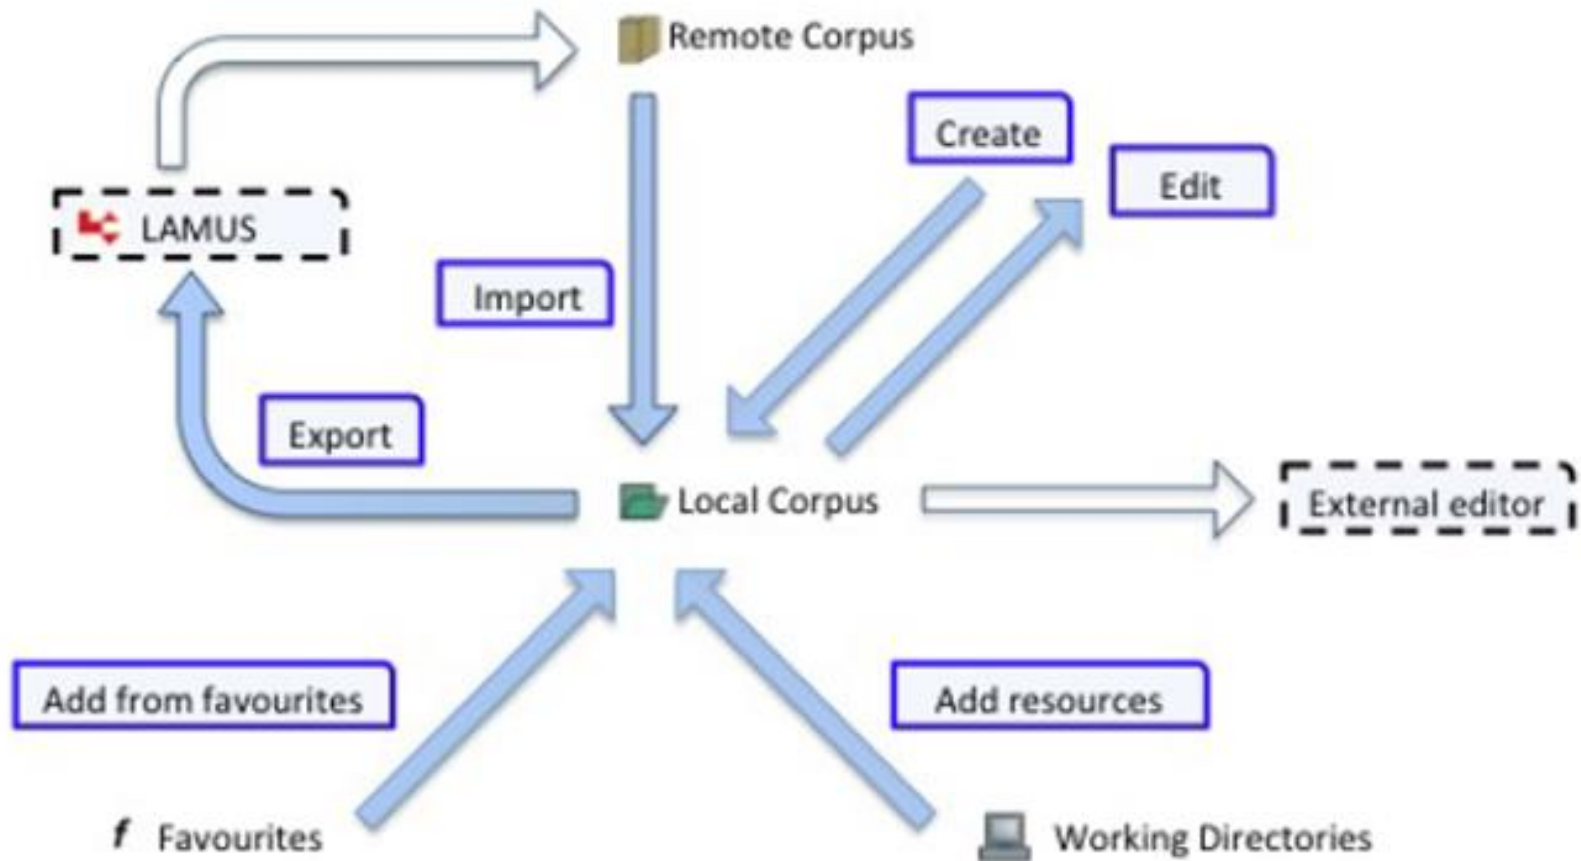 Remote Corpus
Create
Edit
LAMUS
Import
Export
Local Corpus
External editor
Add from favourites
Add resources
f Favourites
Working Directories